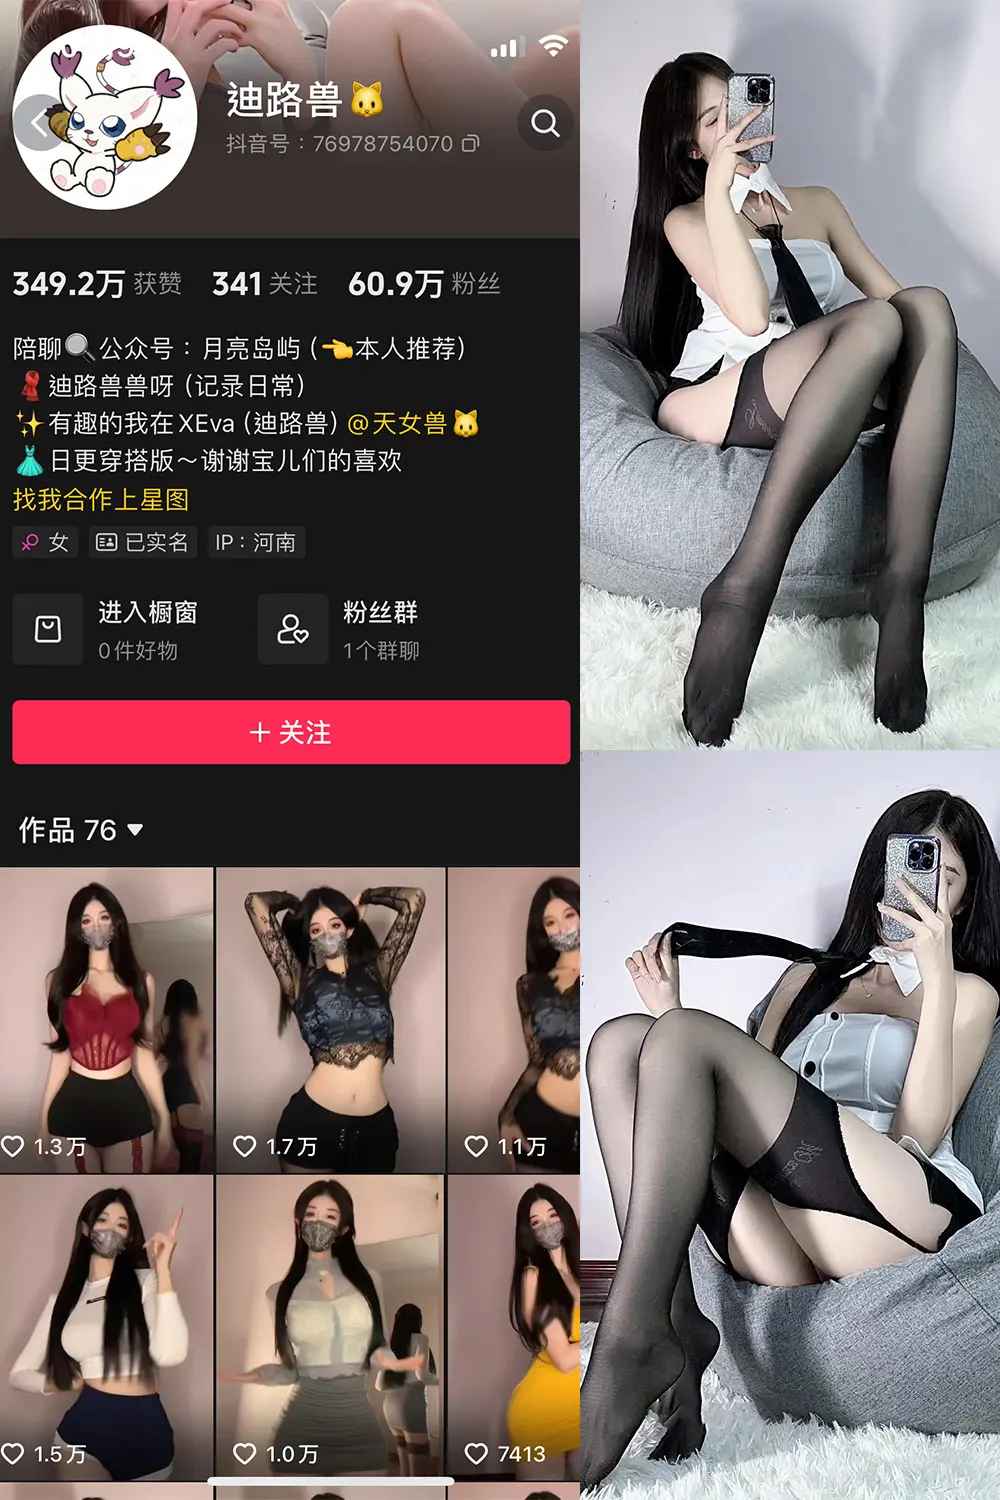 迪路兽
抖音号：76978754070
349.2万 获赞 341 关注 60.9万 粉丝
陪聊🔍公众号：月亮岛屿（👈本人推荐）
🧣迪路兽兽呀（记录日常）
✨有趣的我在XEva（迪路兽）@天女兽🐱
👗日更穿搭版～谢谢宝儿们的喜欢
找我合作上星图
女 已实名 IP：河南
进入橱窗 粉丝群
0件好物 1个群聊
＋关注
作品 76
1.3万 1.7万 1.1万
1.5万 1.0万 7413